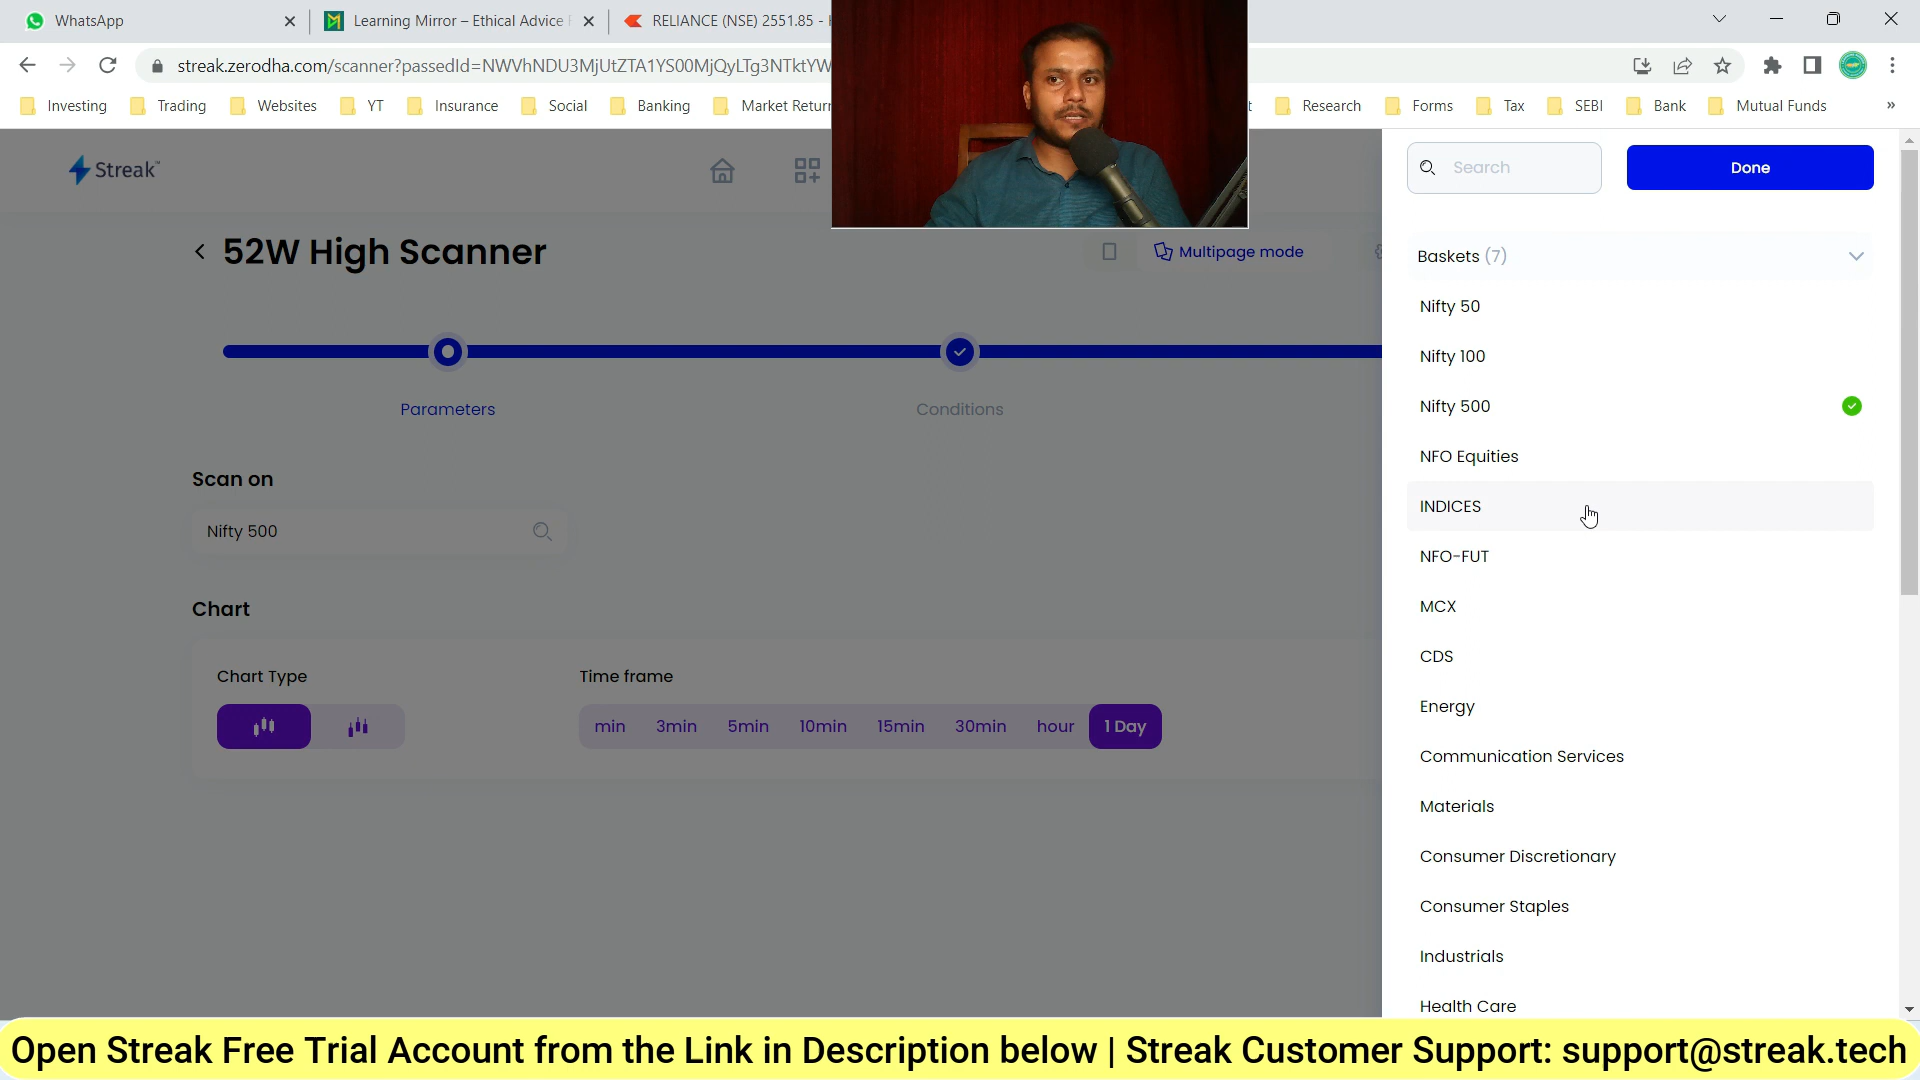 WhatsApp
Learning Mirror – Ethical Advice
RELIANCE (NSE) 2551.85 -
streak.zerodha.com/scanner?passedId=NWVhNDU3MjUtZTA1YS00MjQyLTg3NTktYW
Investing
Trading
Websites
YT
Insurance
Social
Banking
Market Return
Research
Forms
Tax
SEBI
Bank
Mutual Funds
»
Streak™
52W High Scanner
Multipage mode
Parameters
Conditions
Scan on
Nifty 500
Chart
Chart Type
Time frame
min 3min 5min 10min 15min 30min hour 1 Day
Search
Done
Baskets (7)
Nifty 50
Nifty 100
Nifty 500
NFO Equities
INDICES
NFO-FUT
MCX
CDS
Energy
Communication Services
Materials
Consumer Discretionary
Consumer Staples
Industrials
Health Care
Open Streak Free Trial Account from the Link in Description below | Streak Customer Support: support@streak.tech